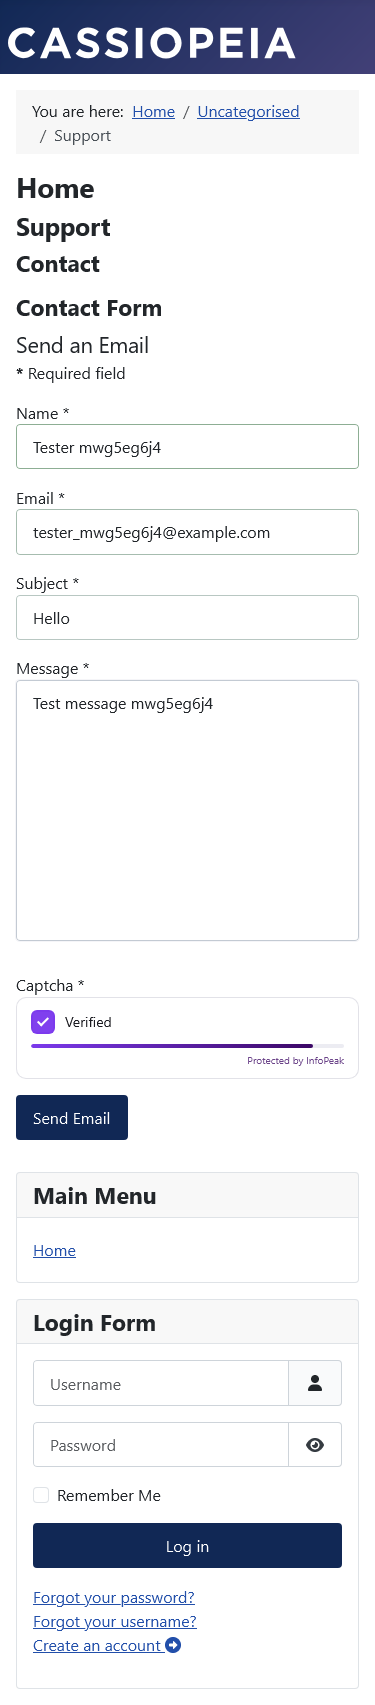 CASSIOPEIA
You are here: Home / Uncategorised
/ Support
Home
Support
Contact
Contact Form
Send an Email
* Required field
Name *
Tester mwg5eg6j4
Email *
tester_mwg5eg6j4@example.com
Subject *
Hello
Message *
Test message mwg5eg6j4
Captcha *
Verified
Protected by InfoPeak
Send Email
Main Menu
Home
Login Form
Username
Password
Remember Me
Log in
Forgot your password?
Forgot your username?
Create an account